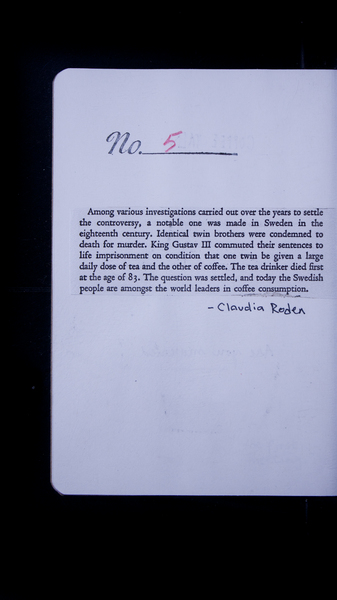 No. 5
Among various investigations carried out over the years to settle
the controversy, a notable one was made in Sweden in the
eighteenth century. Identical twin brothers were condemned to
death for murder. King Gustav III commuted their sentences to
life imprisonment on condition that one twin be given a large
daily dose of tea and the other of coffee. The tea drinker died first
at the age of 83. The question was settled, and today the Swedish
people are amongst the world leaders in coffee consumption.
- Claudia Roden